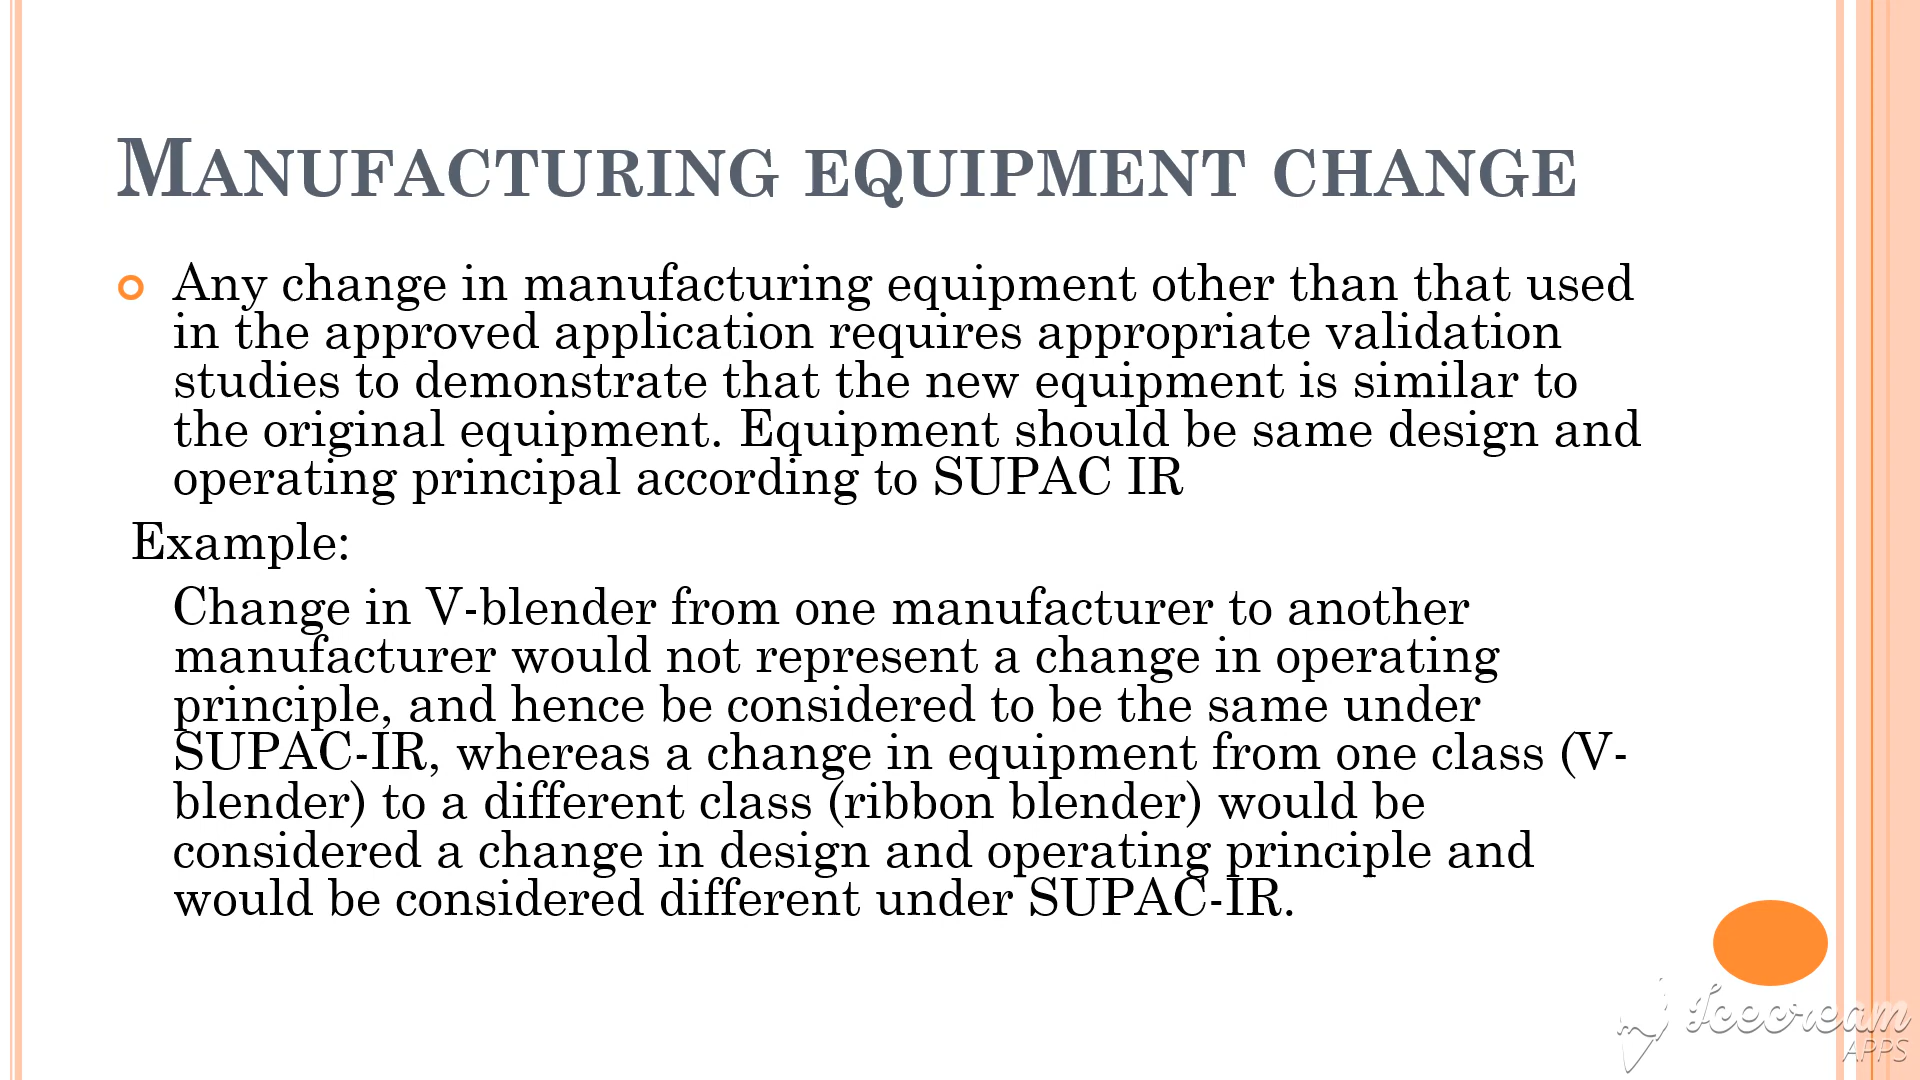 MANUFACTURING EQUIPMENT CHANGE
Any change in manufacturing equipment other than that used
in the approved application requires appropriate validation
studies to demonstrate that the new equipment is similar to
the original equipment. Equipment should be same design and
operating principal according to SUPAC IR
Example:
Change in V-blender from one manufacturer to another
manufacturer would not represent a change in operating
principle, and hence be considered to be the same under
SUPAC-IR, whereas a change in equipment from one class (V-
blender) to a different class (ribbon blender) would be
considered a change in design and operating principle and
would be considered different under SUPAC-IR.
Icecream
APPS